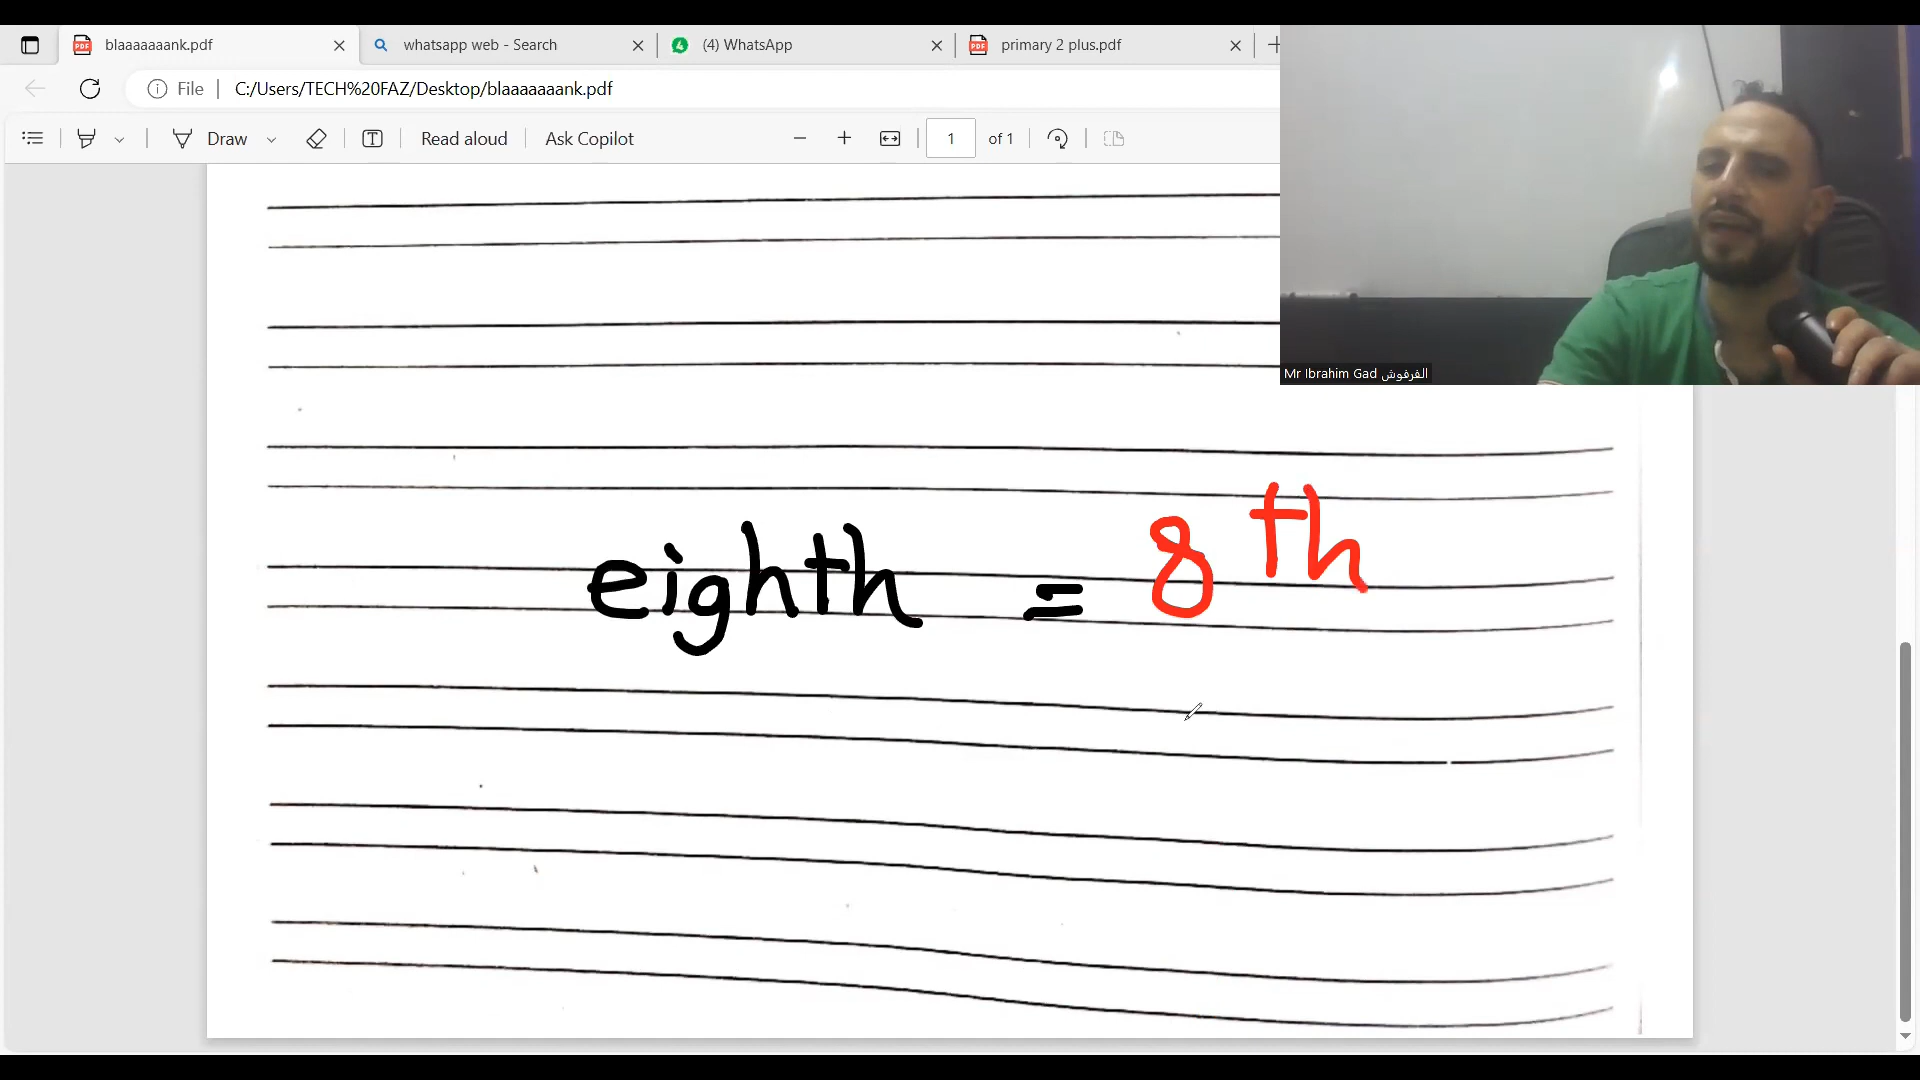 blaaaaaaank.pdf
whatsapp web - Search
(4) WhatsApp
primary 2 plus.pdf
File
C:/Users/TECH%20FAZ/Desktop/blaaaaaaank.pdf
Draw
Read aloud
Ask Copilot
1 of 1
Mr Ibrahim Gad الفرفوش
eighth = 8th